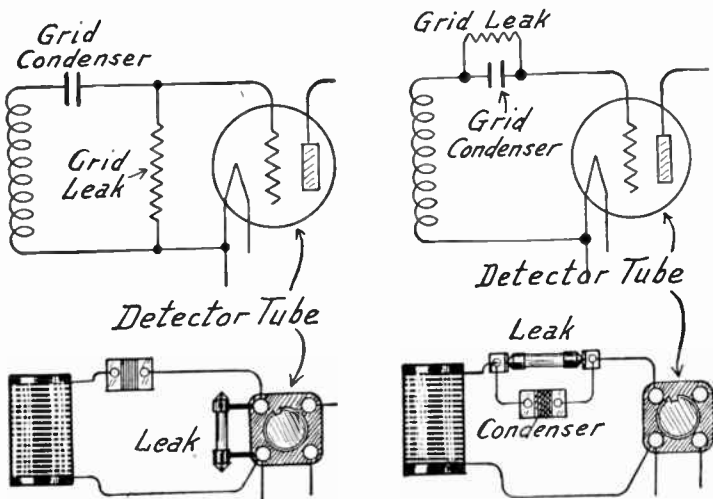 Grid
Condenser
Grid
Leak
Grid Leak
Grid
Condenser
Detector Tube
Detector Tube
Leak
Leak
Condenser